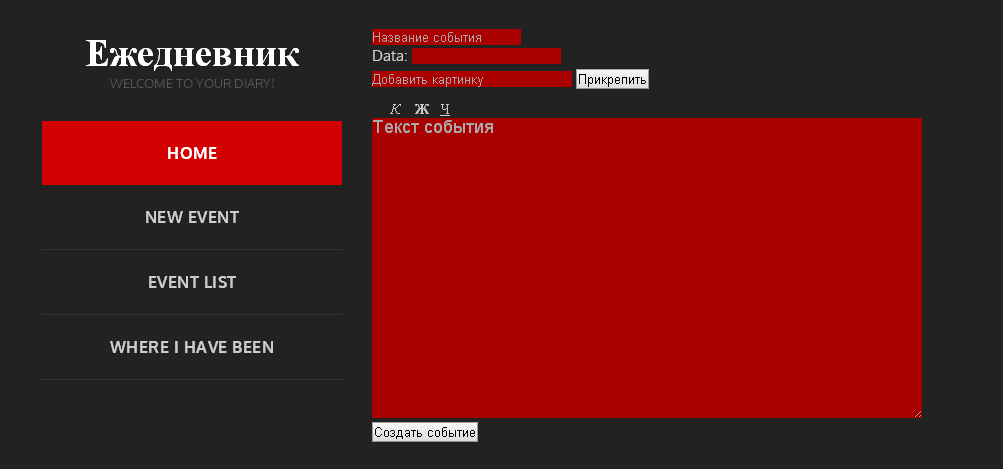 Ежедневник
WELCOME TO YOUR DIARY!
HOME
NEW EVENT
EVENT LIST
WHERE I HAVE BEEN
Название события
Data:
Добавить картинку Прикрепить
К Ж Ч
Текст события
Создать событие